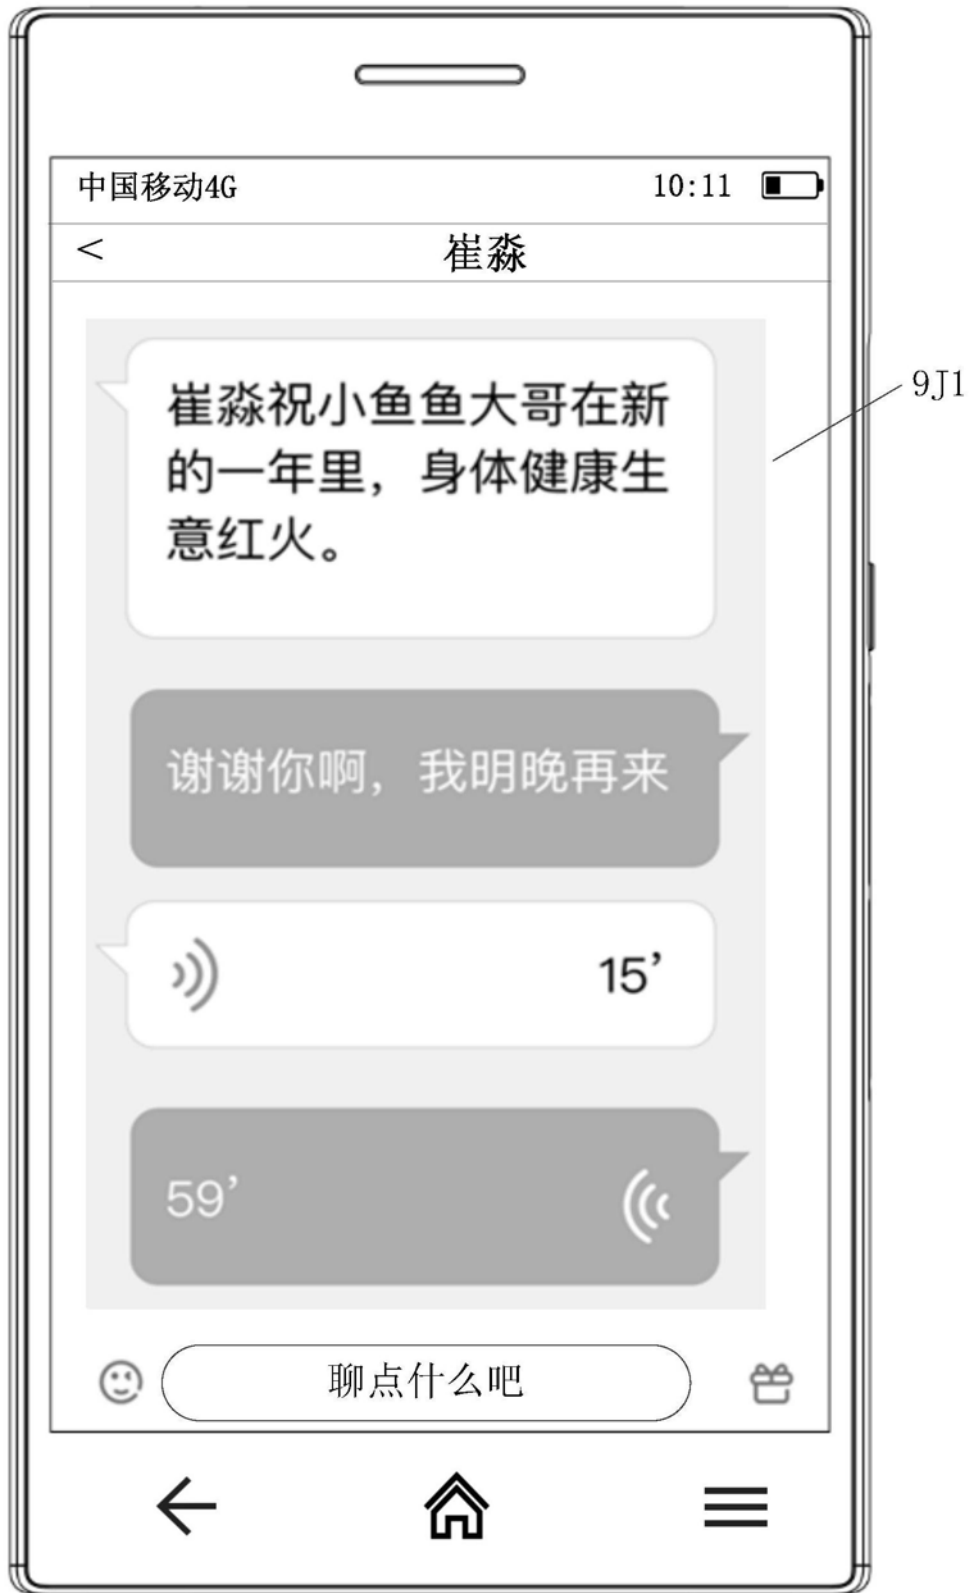 中国移动4G 10:11
< 崔淼
崔淼祝小鱼鱼大哥在新
的一年里，身体健康生
意红火。
9J1
谢谢你啊，我明晚再来
15’
59’
聊点什么吧